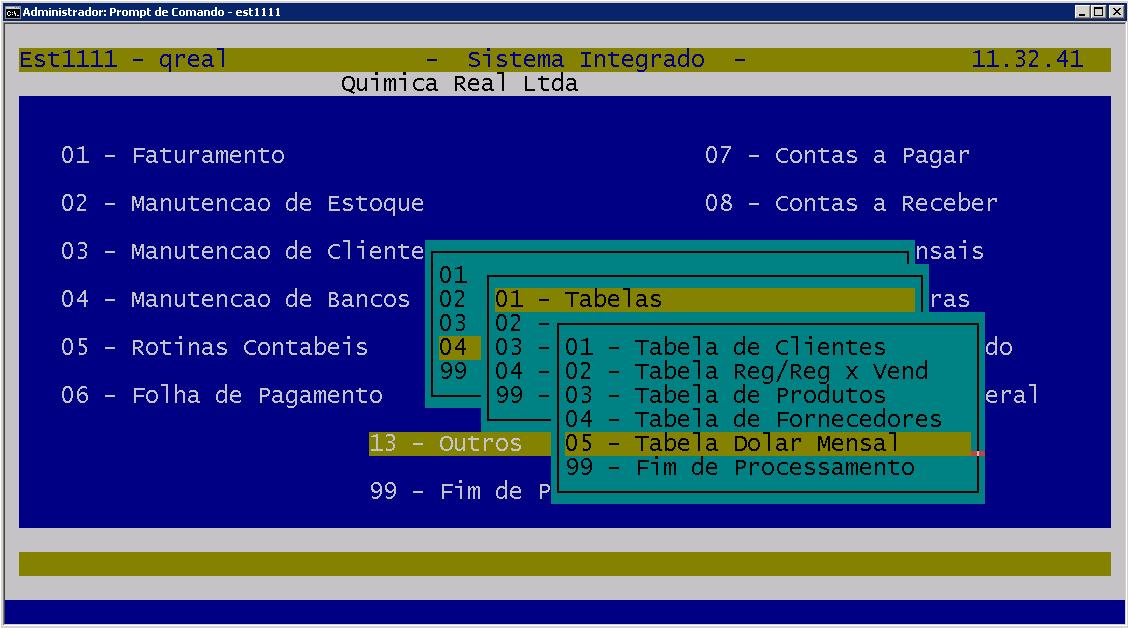 Administrador: Prompt de Comando - est1111
Est1111 - qreal - Sistema Integrado - 11.32.41
Quimica Real Ltda
01 - Faturamento 07 - Contas a Pagar
02 - Manutencao de Estoque 08 - Contas a Receber
03 - Manutencao de Cliente nsais
01
04 - Manutencao de Bancos 02 01 - Tabelas ras
03 02 -
05 - Rotinas Contabeis 04 03 - 01 - Tabela de Clientes do
99 04 - 02 - Tabela Reg/Reg x Vend
06 - Folha de Pagamento 99 - 03 - Tabela de Produtos eral
04 - Tabela de Fornecedores
13 - Outros 05 - Tabela Dolar Mensal
99 - Fim de Processamento
99 - Fim de P